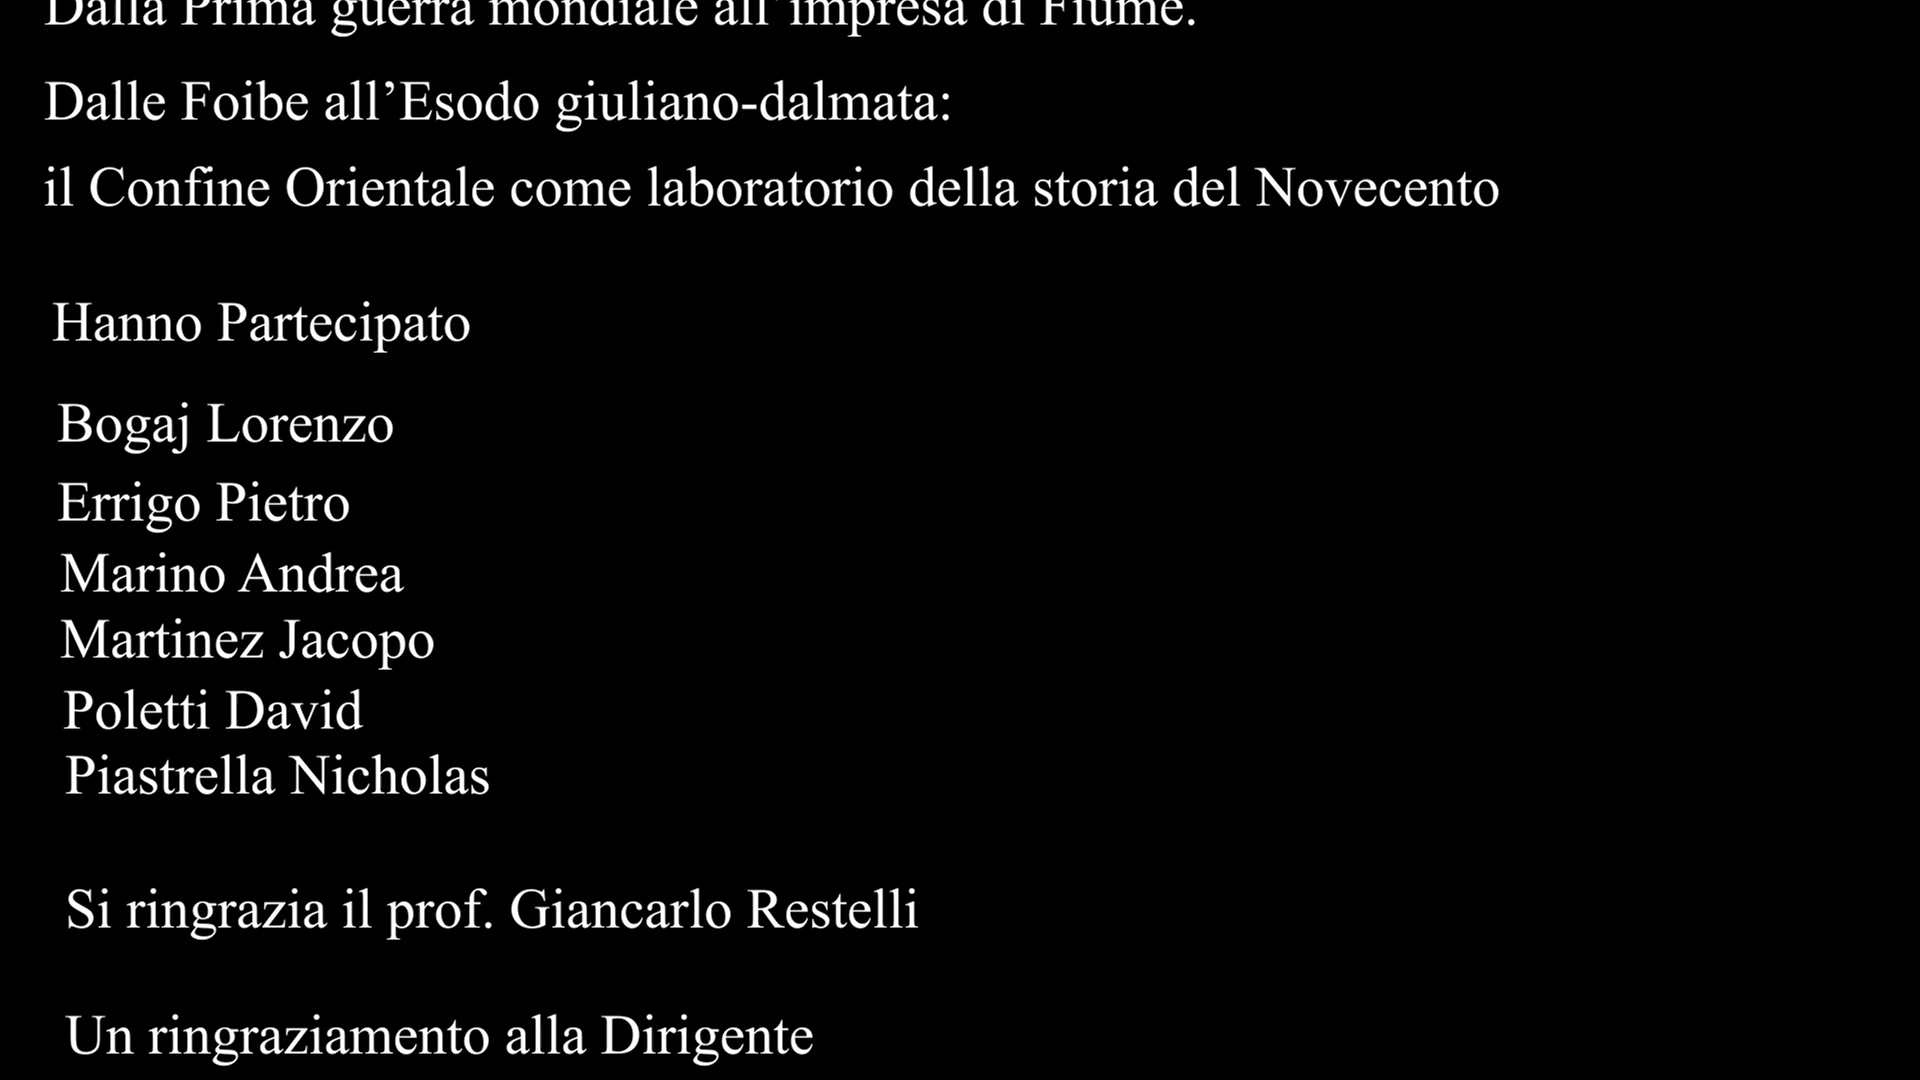 Dalla Prima guerra mondiale all’impresa di Fiume.
Dalle Foibe all’Esodo giuliano-dalmata:
il Confine Orientale come laboratorio della storia del Novecento
Hanno Partecipato
Bogaj Lorenzo
Errigo Pietro
Marino Andrea
Martinez Jacopo
Poletti David
Piastrella Nicholas
Si ringrazia il prof. Giancarlo Restelli
Un ringraziamento alla Dirigente